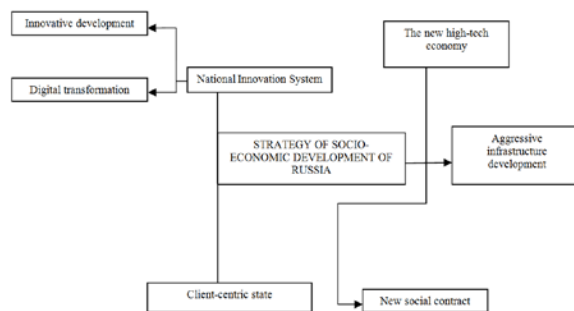 Innovative development
The new high-tech
economy
National Innovation System
Digital transformation
STRATEGY OF SOCIO-
ECONOMIC DEVELOPMENT OF
RUSSIA
Aggressive
infrastructure
development
Client-centric state
New social contract